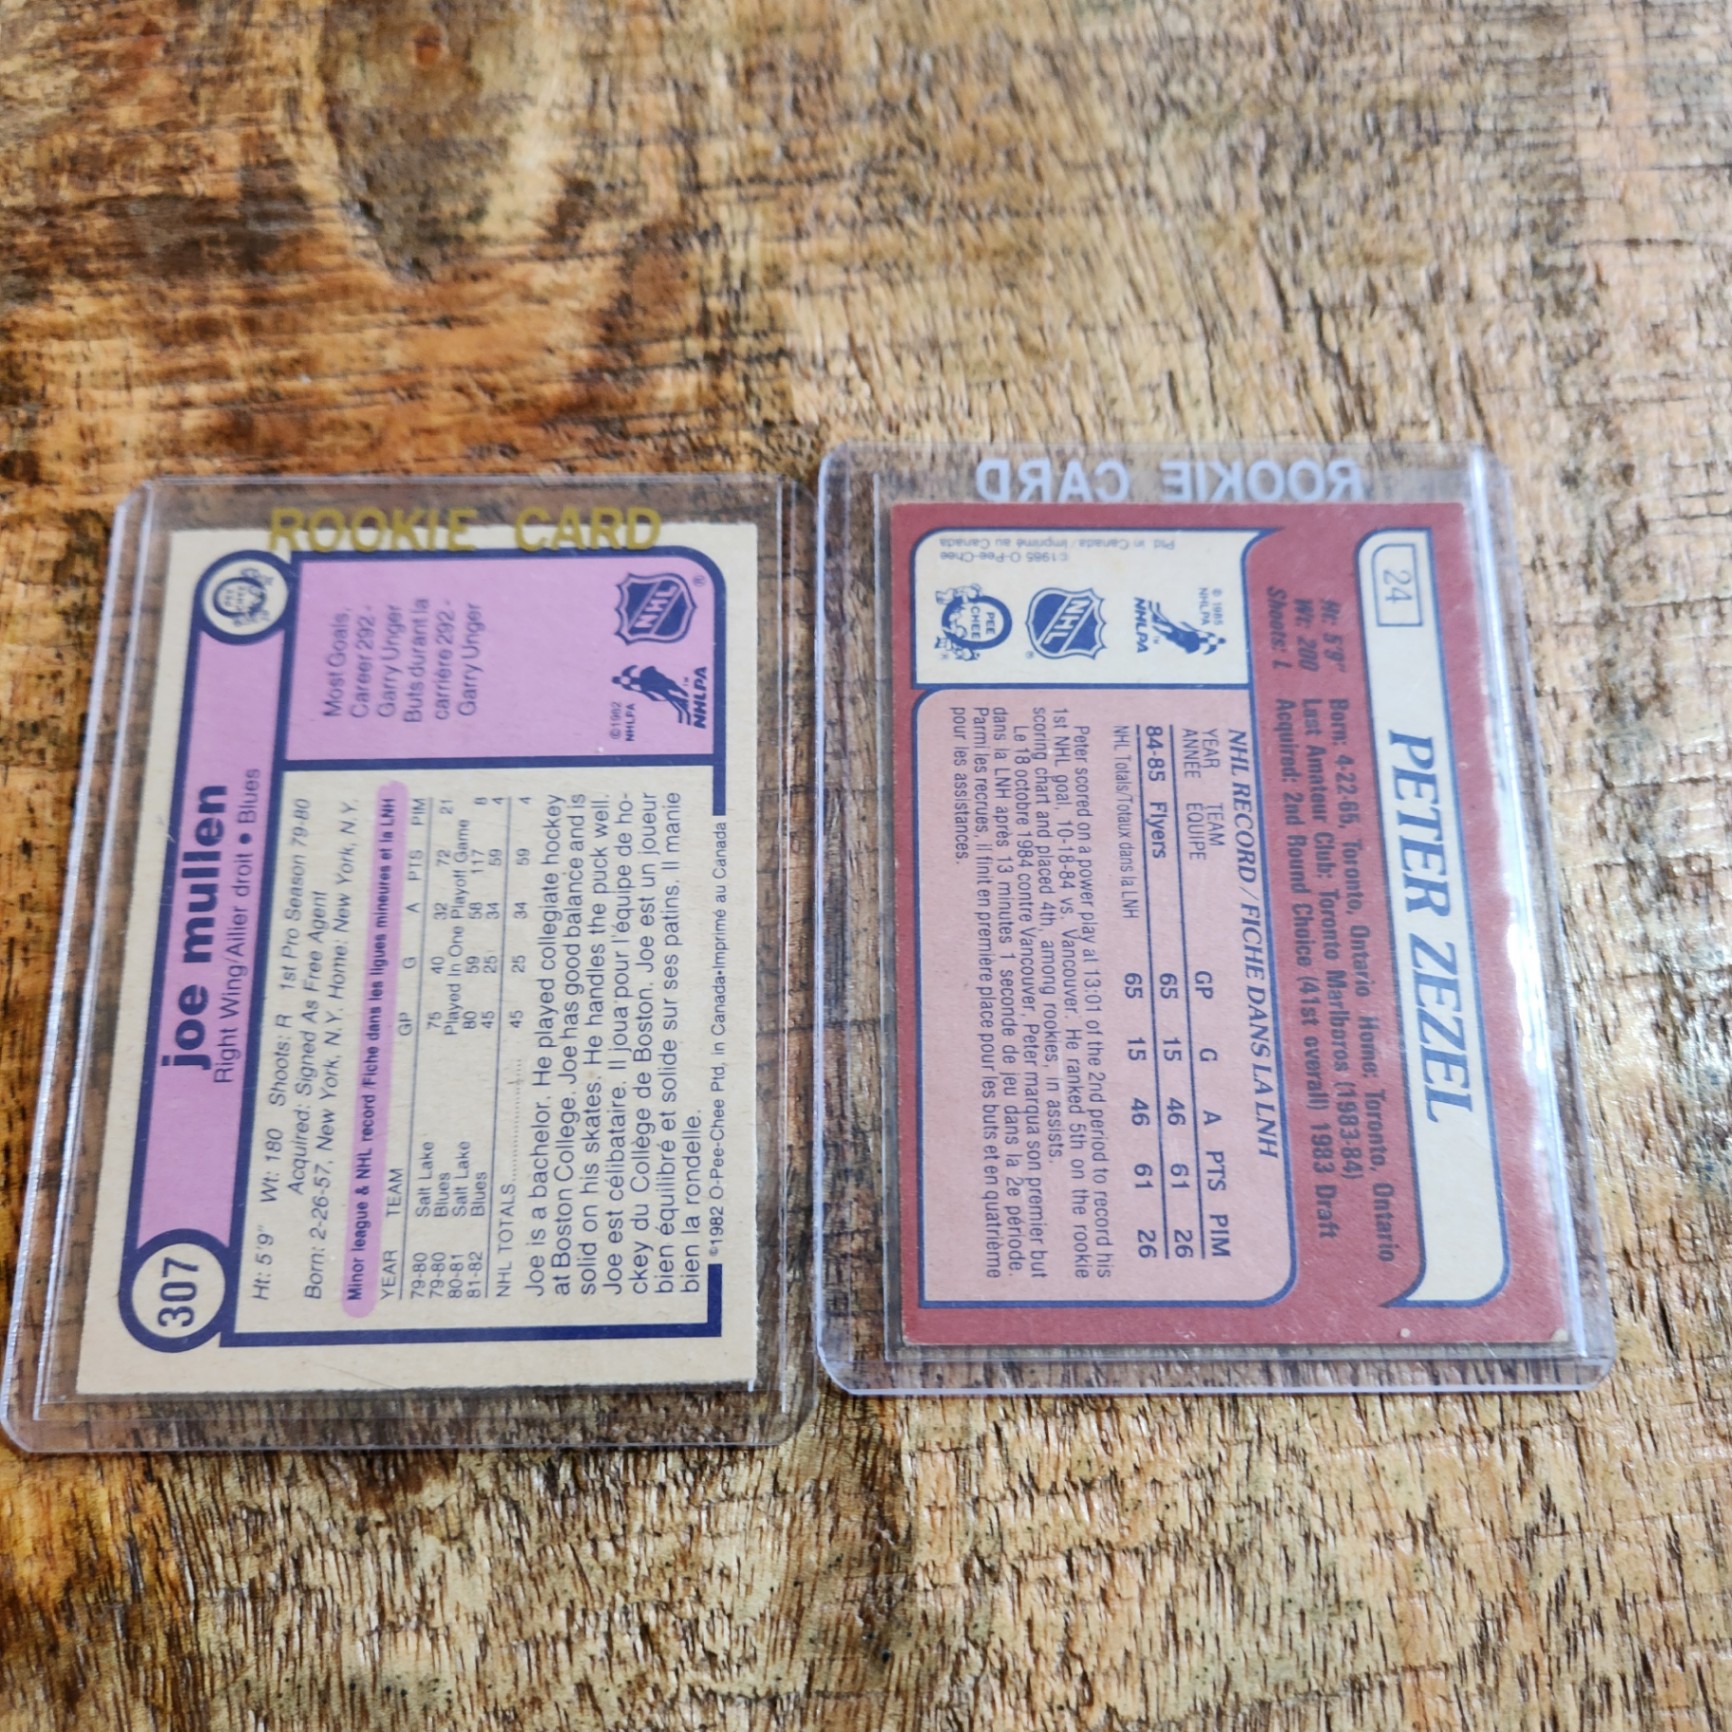 ROOKIE CARD
307
joe mullen
Right Wing/Ailier droit • Blues
O PEE CHEE
Ht: 5'9" Wt: 180 Shoots: R 1st Pro Season 79-80
Acquired: Signed As Free Agent
Born: 2-26-57, New York, N.Y. Home: New York, N.Y.
Minor league & NHL record/Fiche dans les ligues mineures et la LNH
YEAR TEAM GP G A PTS PIM
79-80 Salt Lake 75 40 32 72 21
79-80 Blues Played In One Playoff Game
80-81 Salt Lake 80 59 58 117 8
81-82 Blues 45 25 34 59 4
NHL TOTALS 45 25 34 59 4
Joe is a bachelor. He played collegiate hockey
at Boston College. Joe has good balance and is
solid on his skates. He handles the puck well.
Joe est célibataire. Il joua pour l'équipe de ho-
ckey du Collège de Boston. Joe est un joueur
bien équilibré et solide sur ses patins. Il manie
bien la rondelle.
©1982 O-Pee-Chee Ptd. in Canada•Imprimé au Canada
Most Goals,
Career 292 -
Garry Unger
Buts durant la
carrière 292 -
Garry Unger
NHL ®
©1982
NHLPA
NHLPA™
ROOKIE CARD
24
PETER ZEZEL
Ht: 5'9" Born: 4-22-65, Toronto, Ontario Home: Toronto, Ontario
Wt: 200 Last Amateur Club: Toronto Marlboros (1983-84)
Shoots: L Acquired: 2nd Round Choice (41st overall) 1983 Draft
NHL RECORD / FICHE DANS LA LNH
YEAR TEAM GP G A PTS PIM
ANNÉE ÉQUIPE
84-85 Flyers 65 15 46 61 26
NHL Totals/Totaux dans la LNH 65 15 46 61 26
Peter scored on a power play at 13:01 of the 2nd period to record his
1st NHL goal, 10-18-84 vs. Vancouver. He ranked 5th on the rookie
scoring chart and placed 4th, among rookies, in assists.
Le 18 octobre 1984 contre Vancouver, Peter marqua son premier but
dans la LNH après 13 minutes 1 seconde de jeu dans la 2e période.
Parmi les recrues, il finit en première place pour les buts et en quatrième
pour les assistances.
© 1985
NHLPA
NHLPA™
NHL ®
O PEE CHEE ®
©1985 O-Pee-Chee
Ptd. in Canada / Imprimé au Canada